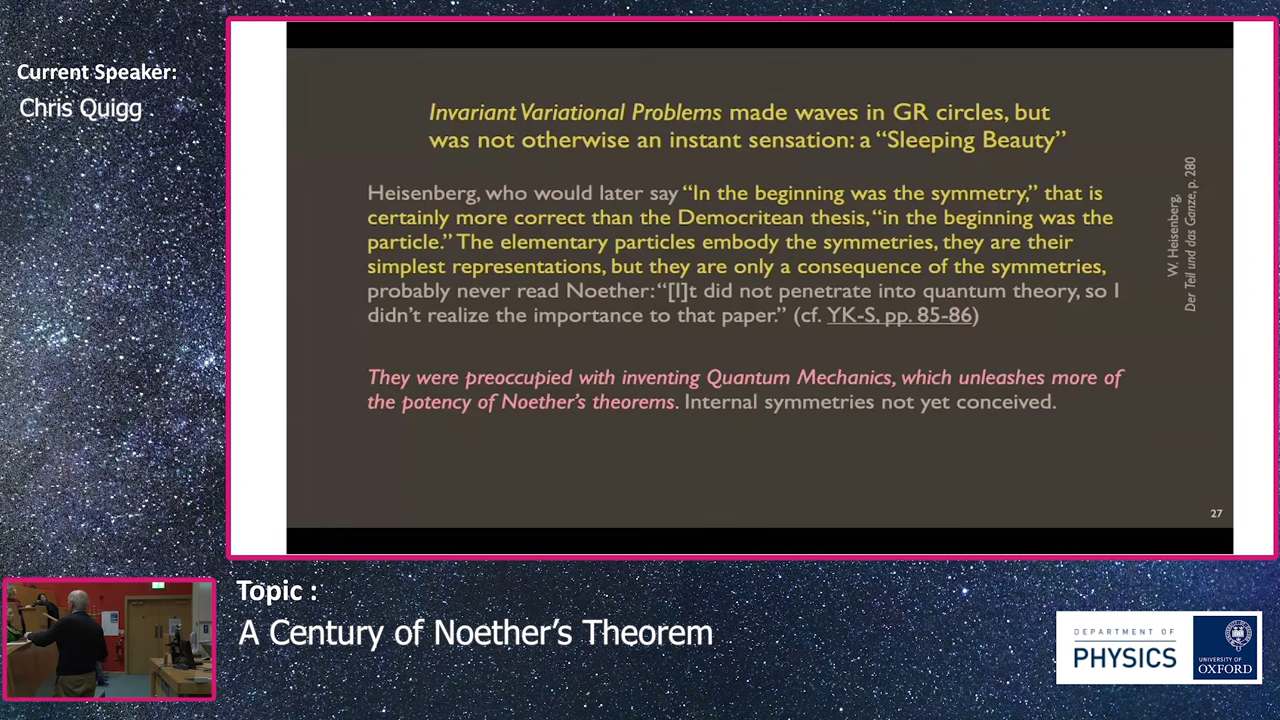 Current Speaker:
Chris Quigg
Invariant Variational Problems made waves in GR circles, but
was not otherwise an instant sensation: a “Sleeping Beauty”
Heisenberg, who would later say “In the beginning was the symmetry,” that is
certainly more correct than the Democritean thesis, “in the beginning was the
particle.” The elementary particles embody the symmetries, they are their
simplest representations, but they are only a consequence of the symmetries,
probably never read Noether: “[I]t did not penetrate into quantum theory, so I
didn’t realize the importance to that paper.” (cf. YK-S, pp. 85-86)
W. Heisenberg,
Der Teil und das Ganze, p. 280
They were preoccupied with inventing Quantum Mechanics, which unleashes more of
the potency of Noether’s theorems. Internal symmetries not yet conceived.
27
Topic :
A Century of Noether’s Theorem
DEPARTMENT OF
PHYSICS
UNIVERSITY OF
OXFORD